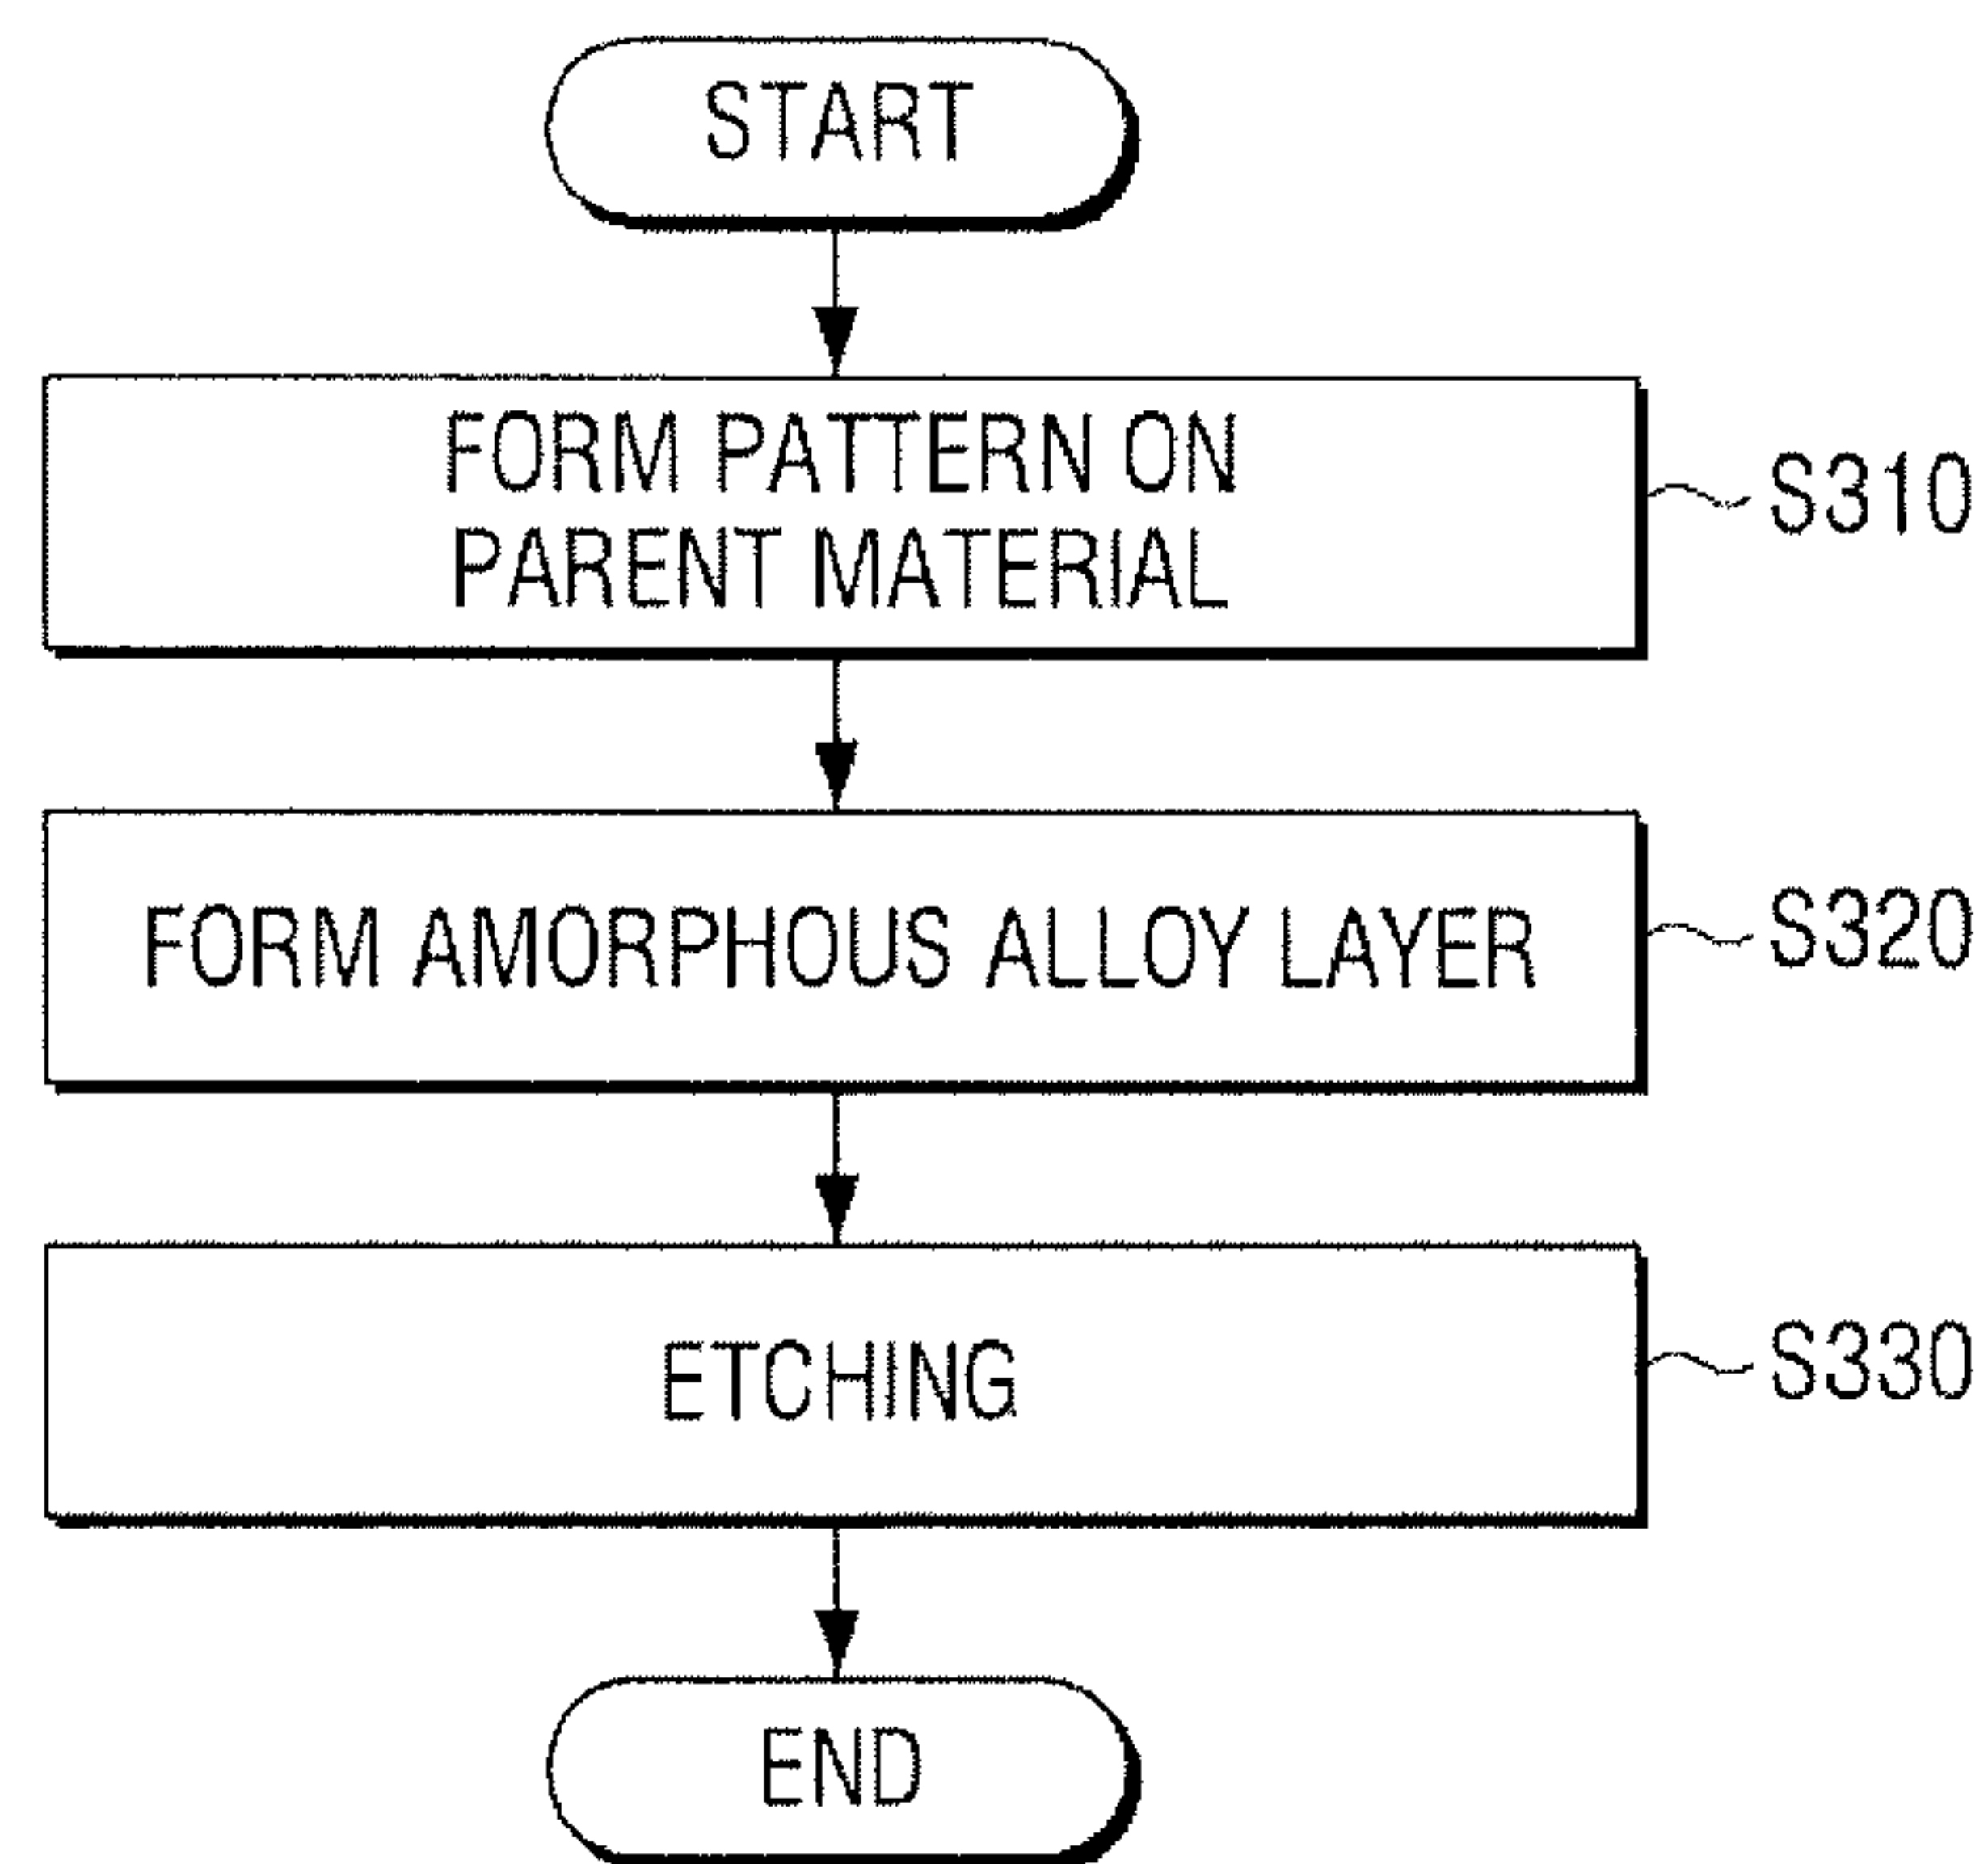 START
FORM PATTERN ON
PARENT MATERIAL
S310
FORM AMORPHOUS ALLOY LAYER
S320
ETCHING
S330
END